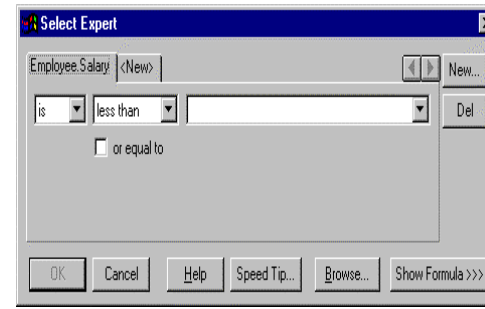 Select Expert
Employee.Salary <New> New...
is less than Del
or equal to
OK Cancel Help Speed Tip... Browse... Show Formula >>>